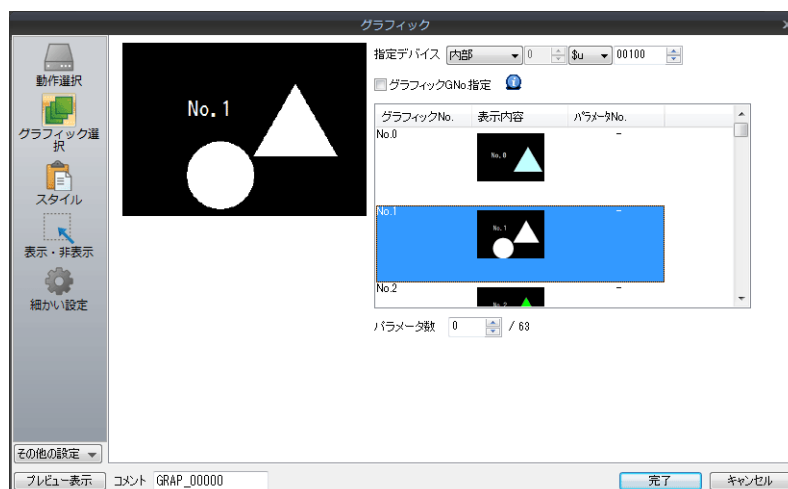 グラフィック
動作選択
グラフィック選
択
スタイル
表示・非表示
細かい設定
その他の設定
No.1
指定デバイス 内部 0 $u 00100
グラフィックGNo.指定
グラフィックNo. 表示内容 パラメータNo.
No.0 No.0 -
No.1 No.1 -
No.2 No.2 -
パラメータ数 0 / 63
プレビュー表示 コメント GRAP_00000 完了 キャンセル